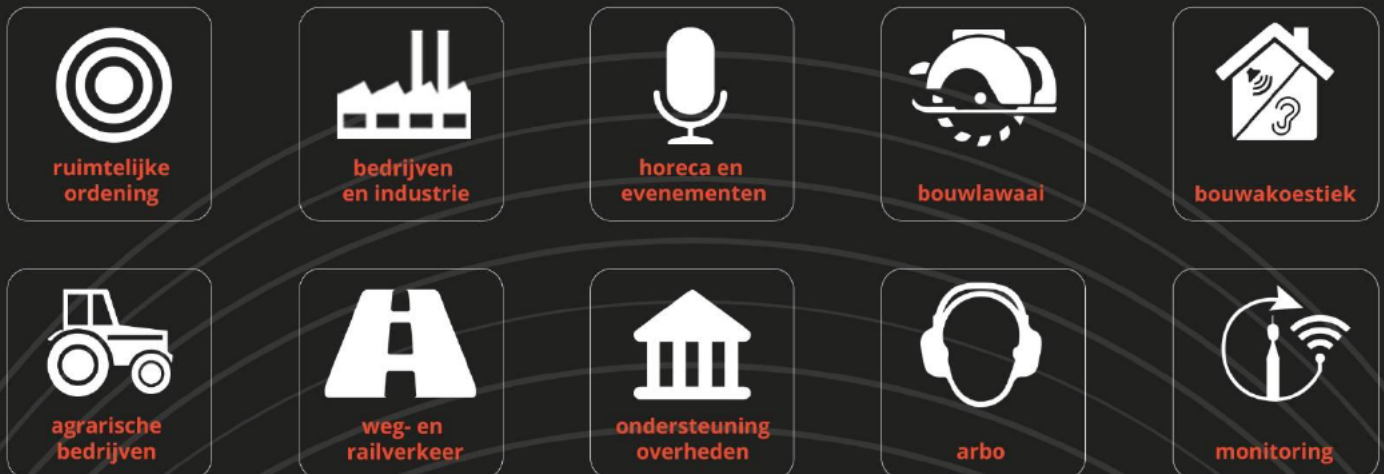 ruimtelijke
ordening
bedrijven
en industrie
horeca en
evenementen
bouwlawaai
bouwakoestiek
agrarische
bedrijven
weg- en
railverkeer
ondersteuning
overheden
arbo
monitoring